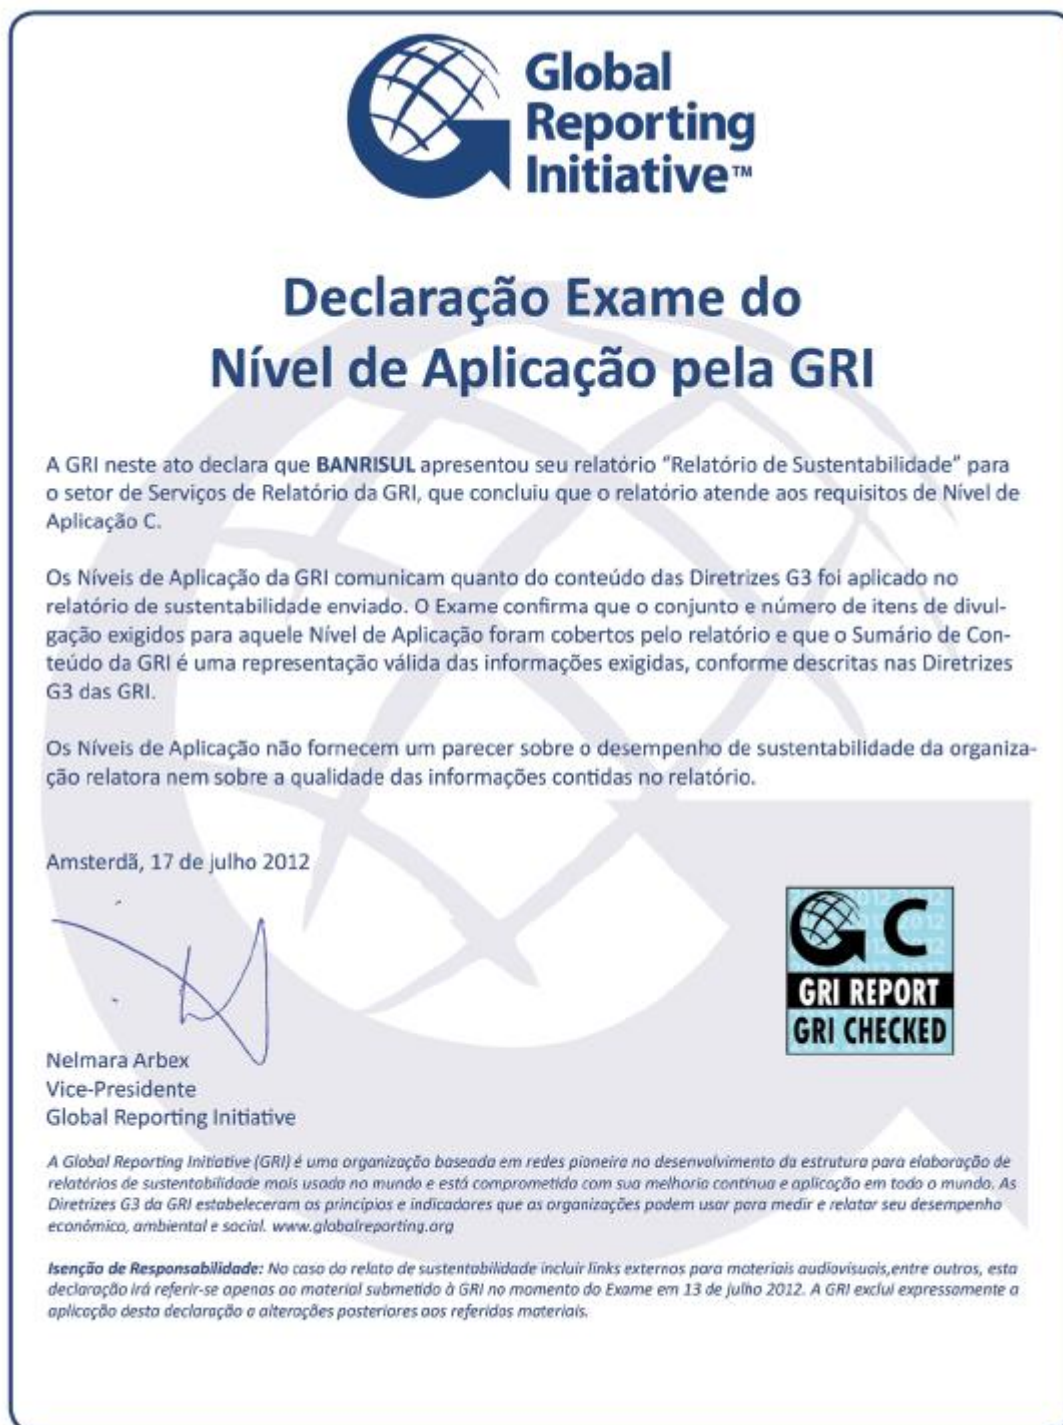 Global
Reporting
Initiative™
Declaração Exame do
Nível de Aplicação pela GRI
A GRI neste ato declara que BANRISUL apresentou seu relatório “Relatório de Sustentabilidade” para
o setor de Serviços de Relatório da GRI, que concluiu que o relatório atende aos requisitos de Nível de
Aplicação C.
Os Níveis de Aplicação da GRI comunicam quanto do conteúdo das Diretrizes G3 foi aplicado no
relatório de sustentabilidade enviado. O Exame confirma que o conjunto e número de itens de divul-
gação exigidos para aquele Nível de Aplicação foram cobertos pelo relatório e que o Sumário de Con-
teúdo da GRI é uma representação válida das informações exigidas, conforme descritas nas Diretrizes
G3 das GRI.
Os Níveis de Aplicação não fornecem um parecer sobre o desempenho de sustentabilidade da organiza-
ção relatora nem sobre a qualidade das informações contidas no relatório.
Amsterdã, 17 de julho 2012
C
GRI REPORT
GRI CHECKED
Nelmara Arbex
Vice-Presidente
Global Reporting Initiative
A Global Reporting Initiative (GRI) é uma organização baseada em redes pioneira no desenvolvimento da estrutura para elaboração de
relatórios de sustentabilidade mais usada no mundo e está comprometida com sua melhoria contínua e aplicação em todo o mundo. As
Diretrizes G3 da GRI estabeleceram os princípios e indicadores que as organizações podem usar para medir e relatar seu desempenho
econômico, ambiental e social. www.globalreporting.org
Isenção de Responsabilidade: No caso do relato de sustentabilidade incluir links externos para materiais audiovisuais,entre outros, esta
declaração irá referir-se apenas ao material submetido à GRI no momento do Exame em 13 de julho 2012. A GRI exclui expressamente a
aplicação desta declaração a alterações posteriores aos referidos materiais.